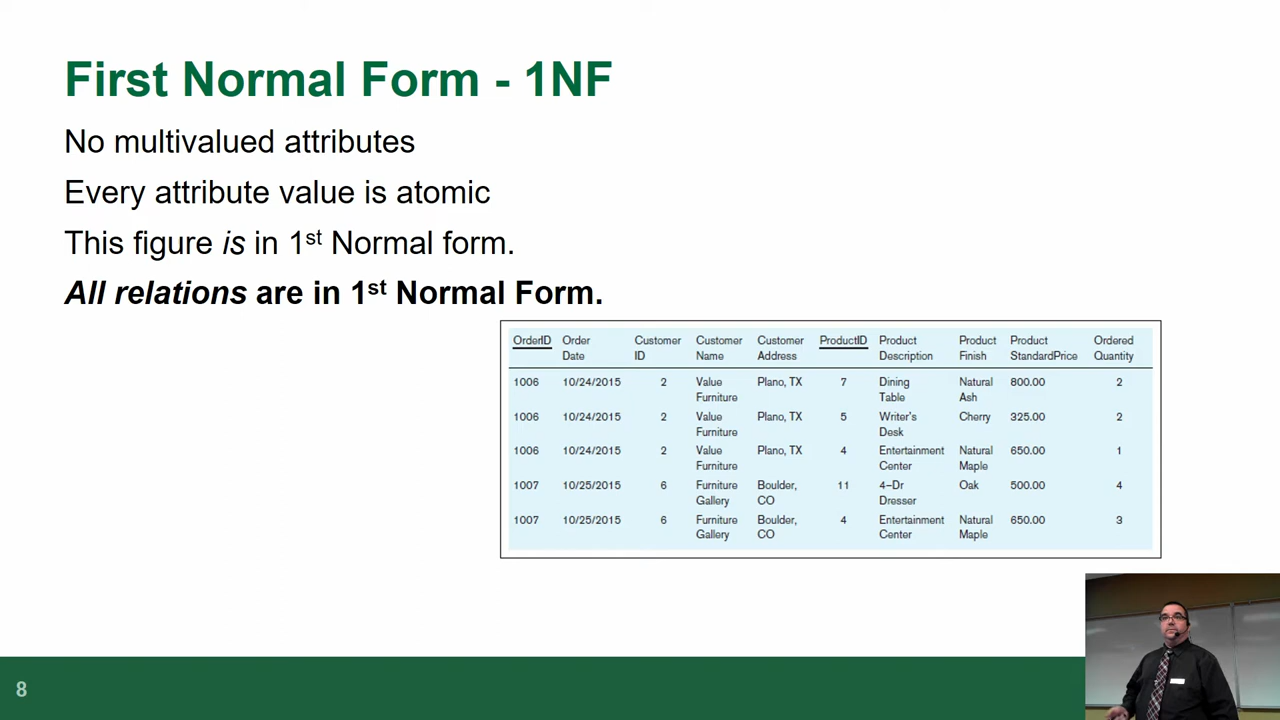 First Normal Form - 1NF
No multivalued attributes
Every attribute value is atomic
This figure is in 1st Normal form.
All relations are in 1st Normal Form.
OrderID Order Date Customer ID Customer Name Customer Address ProductID Product Description Product Finish Product StandardPrice Ordered Quantity
1006 10/24/2015 2 Value Furniture Plano, TX 7 Dining Table Natural Ash 800.00 2
1006 10/24/2015 2 Value Furniture Plano, TX 5 Writer's Desk Cherry 325.00 2
1006 10/24/2015 2 Value Furniture Plano, TX 4 Entertainment Center Natural Maple 650.00 1
1007 10/25/2015 6 Furniture Gallery Boulder, CO 11 4–Dr Dresser Oak 500.00 4
1007 10/25/2015 6 Furniture Gallery Boulder, CO 4 Entertainment Center Natural Maple 650.00 3
8